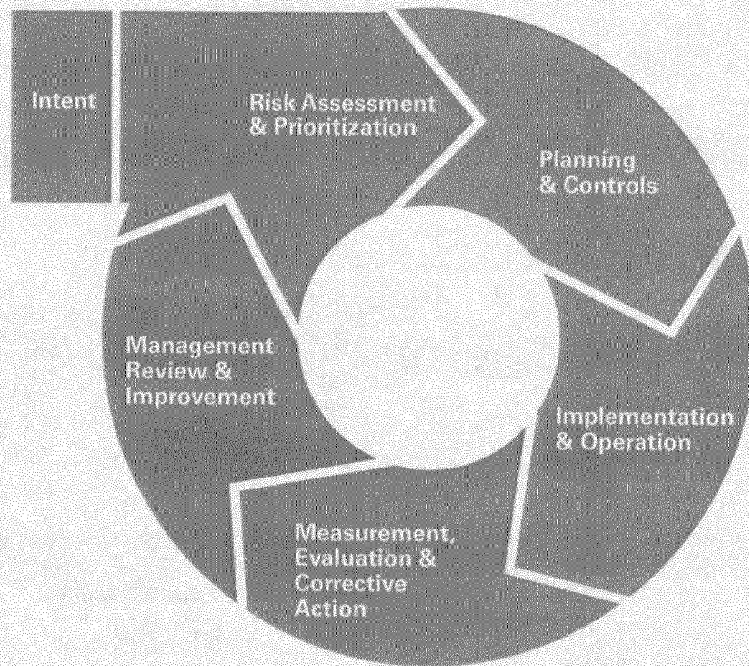 Intent
Risk Assessment
& Prioritization
Planning
& Controls
Implementation
& Operation
Measurement,
Evaluation &
Corrective
Action
Management
Review &
Improvement